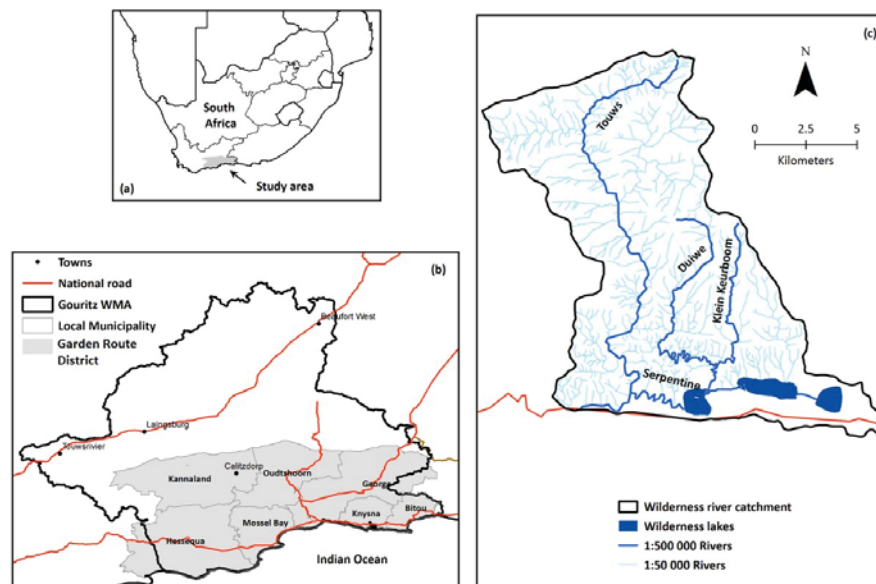 South
Africa
Study area
(a)
(b)
Towns
National road
Gouritz WMA
Local Municipality
Garden Route
District
Beaufort West
Laingsburg
Touwsrivier
Kannaland
Calitzdorp
Oudtshoorn
George
Bitou
Knysna
Mossel Bay
Hessequa
Indian Ocean
(c)
N
0 2.5 5
Kilometers
Touws
Duiwe
Klein Keurboom
Serpentine
Wilderness river catchment
Wilderness lakes
1:500 000 Rivers
1:50 000 Rivers